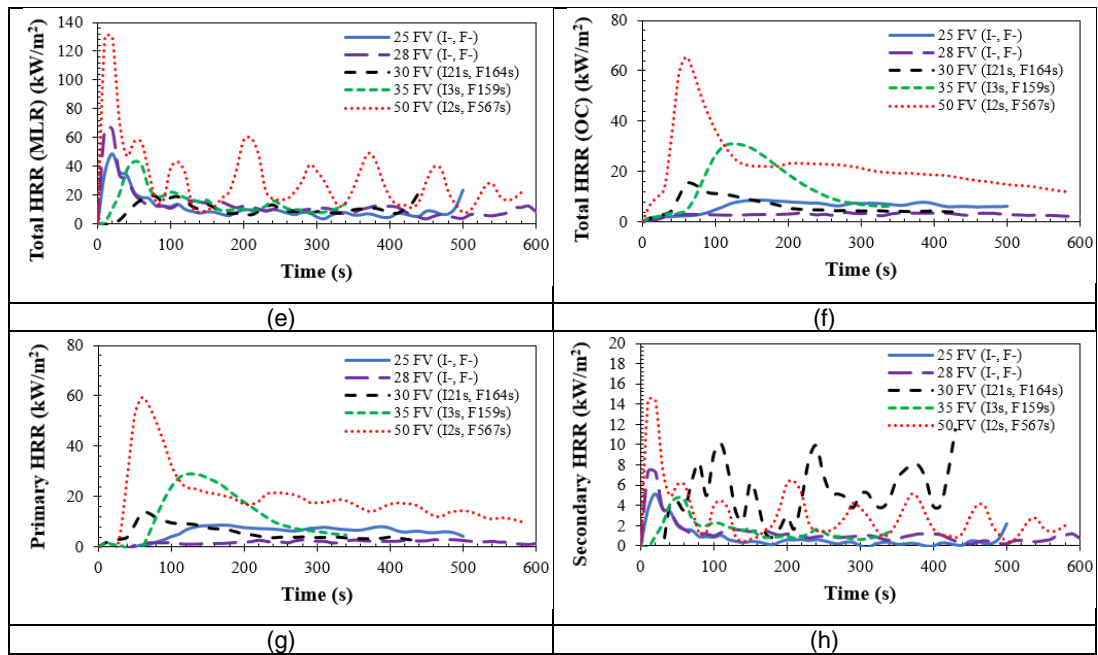 Total HRR (MLR) (kW/m²)
140
120
100
80
60
40
20
0
25 FV (I-, F-)
28 FV (I-, F-)
30 FV (I21s, F164s)
35 FV (I3s, F159s)
50 FV (I2s, F567s)
0 100 200 300 400 500 600
Time (s)
(e)
Total HRR (OC) (kW/m²)
80
60
40
20
0
25 FV (I-, F-)
28 FV (I-, F-)
30 FV (I21s, F164s)
35 FV (I3s, F159s)
50 FV (I2s, F567s)
0 100 200 300 400 500 600
Time (s)
(f)
Primary HRR (kW/m²)
80
60
40
20
0
25 FV (I-, F-)
28 FV (I-, F-)
30 FV (I21s, F164s)
35 FV (I3s, F159s)
50 FV (I2s, F567s)
0 100 200 300 400 500 600
Time (s)
(g)
Secondary HRR (kW/m²)
20
18
16
14
12
10
8
6
4
2
0
25 FV (I-, F-)
28 FV (I-, F-)
30 FV (I21s, F164s)
35 FV (I3s, F159s)
50 FV (I2s, F567s)
0 100 200 300 400 500 600
Time (s)
(h)